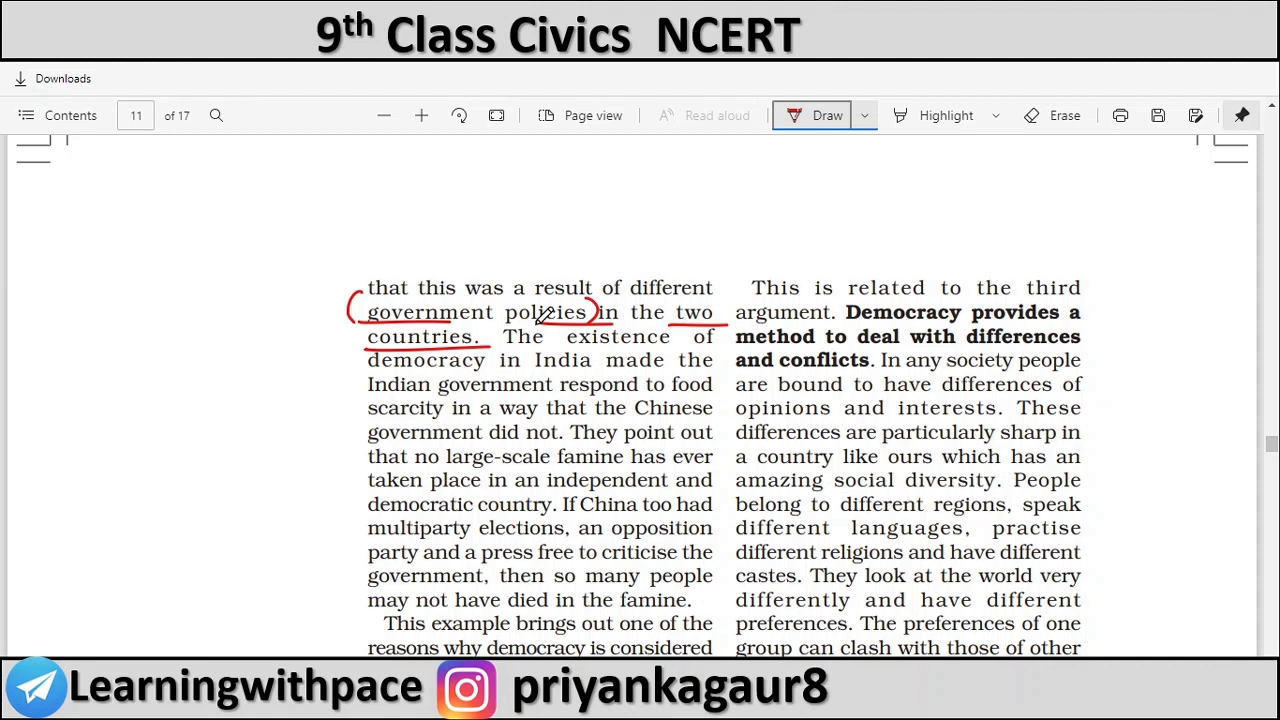 9th Class Civics NCERT
Downloads
Contents 11 of 17 Page view Read aloud Draw Highlight Erase
that this was a result of different
government policies in the two
countries. The existence of
democracy in India made the
Indian government respond to food
scarcity in a way that the Chinese
government did not. They point out
that no large-scale famine has ever
taken place in an independent and
democratic country. If China too had
multiparty elections, an opposition
party and a press free to criticise the
government, then so many people
may not have died in the famine.
This example brings out one of the
reasons why democracy is considered
This is related to the third
argument. Democracy provides a
method to deal with differences
and conflicts. In any society people
are bound to have differences of
opinions and interests. These
differences are particularly sharp in
a country like ours which has an
amazing social diversity. People
belong to different regions, speak
different languages, practise
different religions and have different
castes. They look at the world very
differently and have different
preferences. The preferences of one
group can clash with those of other
Learningwithpace priyankagaur8